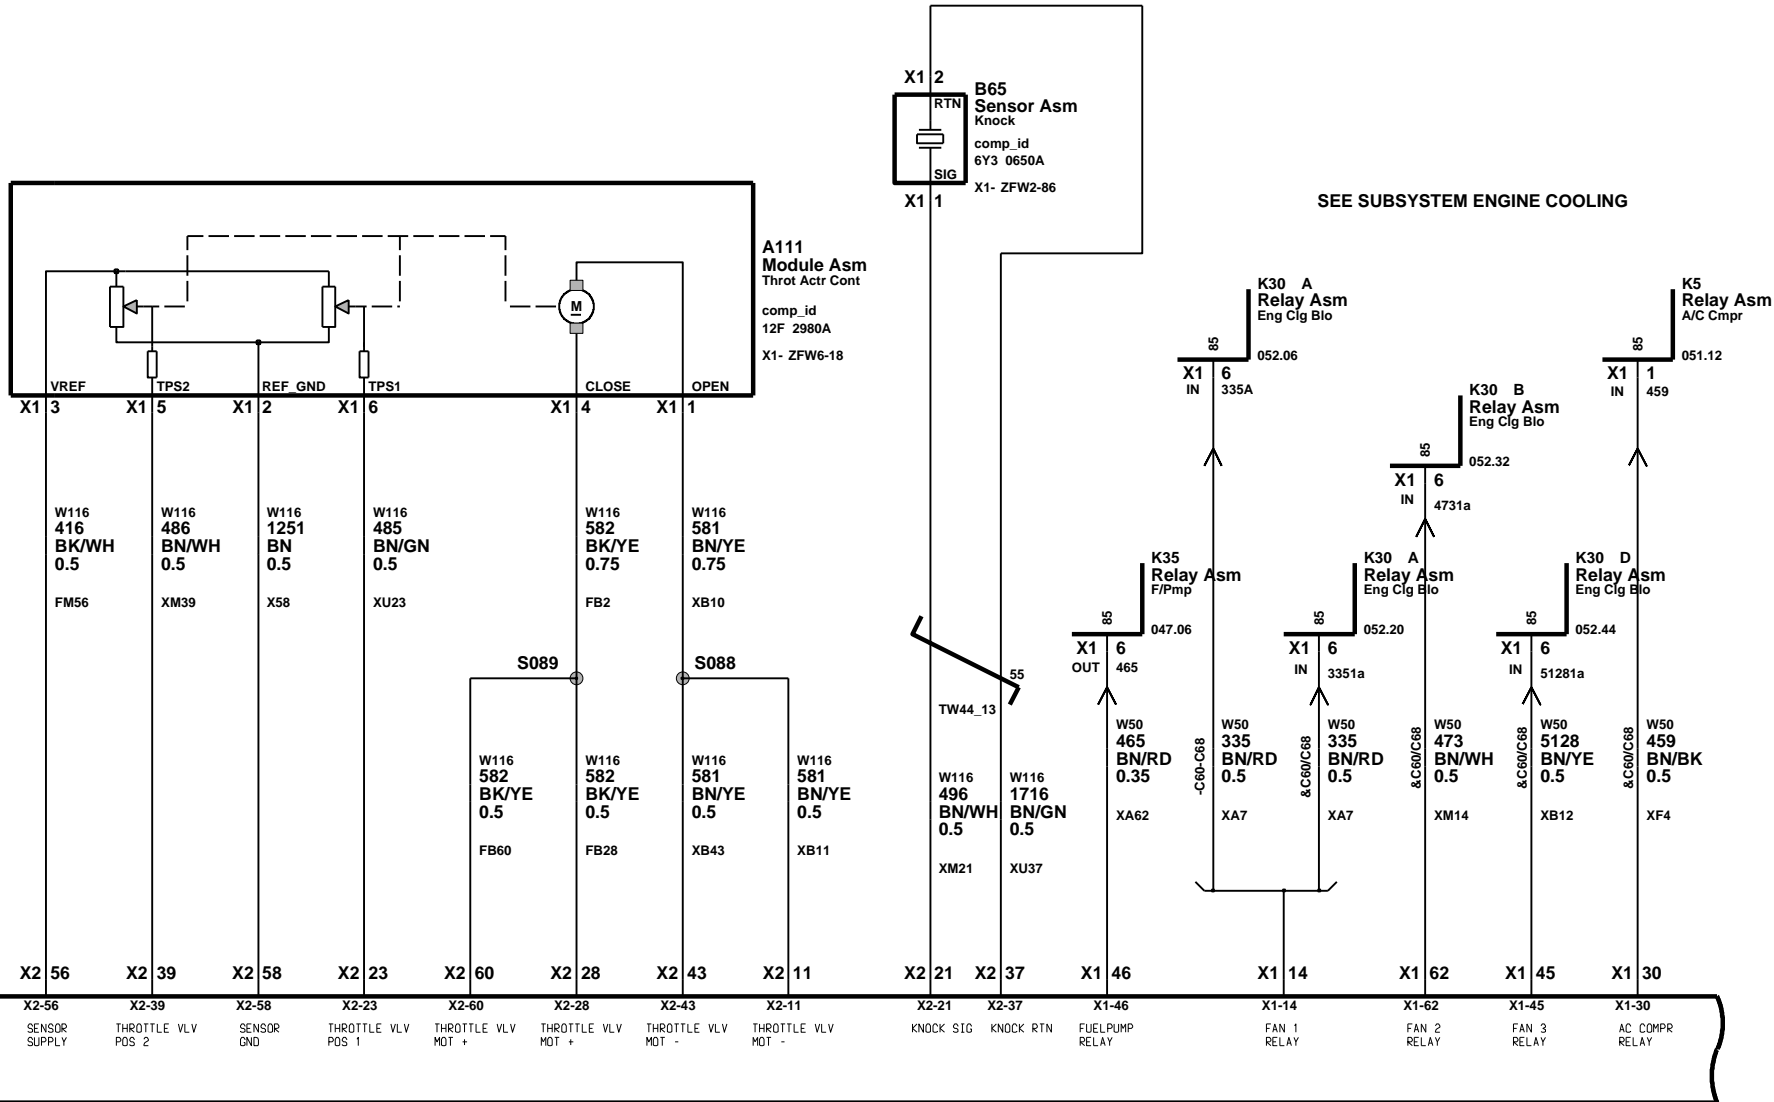 X1 2
RTN
B65
Sensor Asm
Knock
comp_id
6Y3 0650A
SIG
X1- ZFW2-86
X1 1
SEE SUBSYSTEM ENGINE COOLING
A111
Module Asm
Throt Actr Cont
comp_id
12F 2980A
X1- ZFW6-18
M
VREF
TPS2
REF_GND
TPS1
CLOSE
OPEN
X1 3
X1 5
X1 2
X1 6
X1 4
X1 1
K30 A
Relay Asm
Eng Clg Blo
85
052.06
X1 6
IN 335A
K5
Relay Asm
A/C Cmpr
85
051.12
X1 1
IN 459
K30 B
Relay Asm
Eng Clg Blo
85
052.32
X1 6
IN 4731a
W116
416
BK/WH
0.5
FM56
W116
486
BN/WH
0.5
XM39
W116
1251
BN
0.5
X58
W116
485
BN/GN
0.5
XU23
W116
582
BK/YE
0.75
FB2
W116
581
BN/YE
0.75
XB10
K35
Relay Asm
F/Pmp
85
047.06
X1 6
OUT 465
K30 A
Relay Asm
Eng Clg Blo
85
052.20
X1 6
IN 3351a
K30 D
Relay Asm
Eng Clg Blo
85
052.44
X1 6
IN 51281a
S089
S088
55
TW44_13
W116
582
BK/YE
0.5
FB60
W116
582
BK/YE
0.5
FB28
W116
581
BN/YE
0.5
XB43
W116
581
BN/YE
0.5
XB11
W116
496
BN/WH
0.5
XM21
W116
1716
BN/GN
0.5
XU37
W50
465
BN/RD
0.35
XA62
-C60-C68
W50
335
BN/RD
0.5
XA7
&C60/C68
W50
335
BN/RD
0.5
XA7
&C60/C68
W50
473
BN/WH
0.5
XM14
&C60/C68
W50
5128
BN/YE
0.5
XB12
&C60/C68
W50
459
BN/BK
0.5
XF4
X2 56
X2 39
X2 58
X2 23
X2 60
X2 28
X2 43
X2 11
X2 21
X2 37
X1 46
X1 14
X1 62
X1 45
X1 30
X2-56
X2-39
X2-58
X2-23
X2-60
X2-28
X2-43
X2-11
X2-21
X2-37
X1-46
X1-14
X1-62
X1-45
X1-30
SENSOR
SUPPLY
THROTTLE VLV
POS 2
SENSOR
GND
THROTTLE VLV
POS 1
THROTTLE VLV
MOT +
THROTTLE VLV
MOT +
THROTTLE VLV
MOT -
THROTTLE VLV
MOT -
KNOCK SIG
KNOCK RTN
FUELPUMP
RELAY
FAN 1
RELAY
FAN 2
RELAY
FAN 3
RELAY
AC COMPR
RELAY